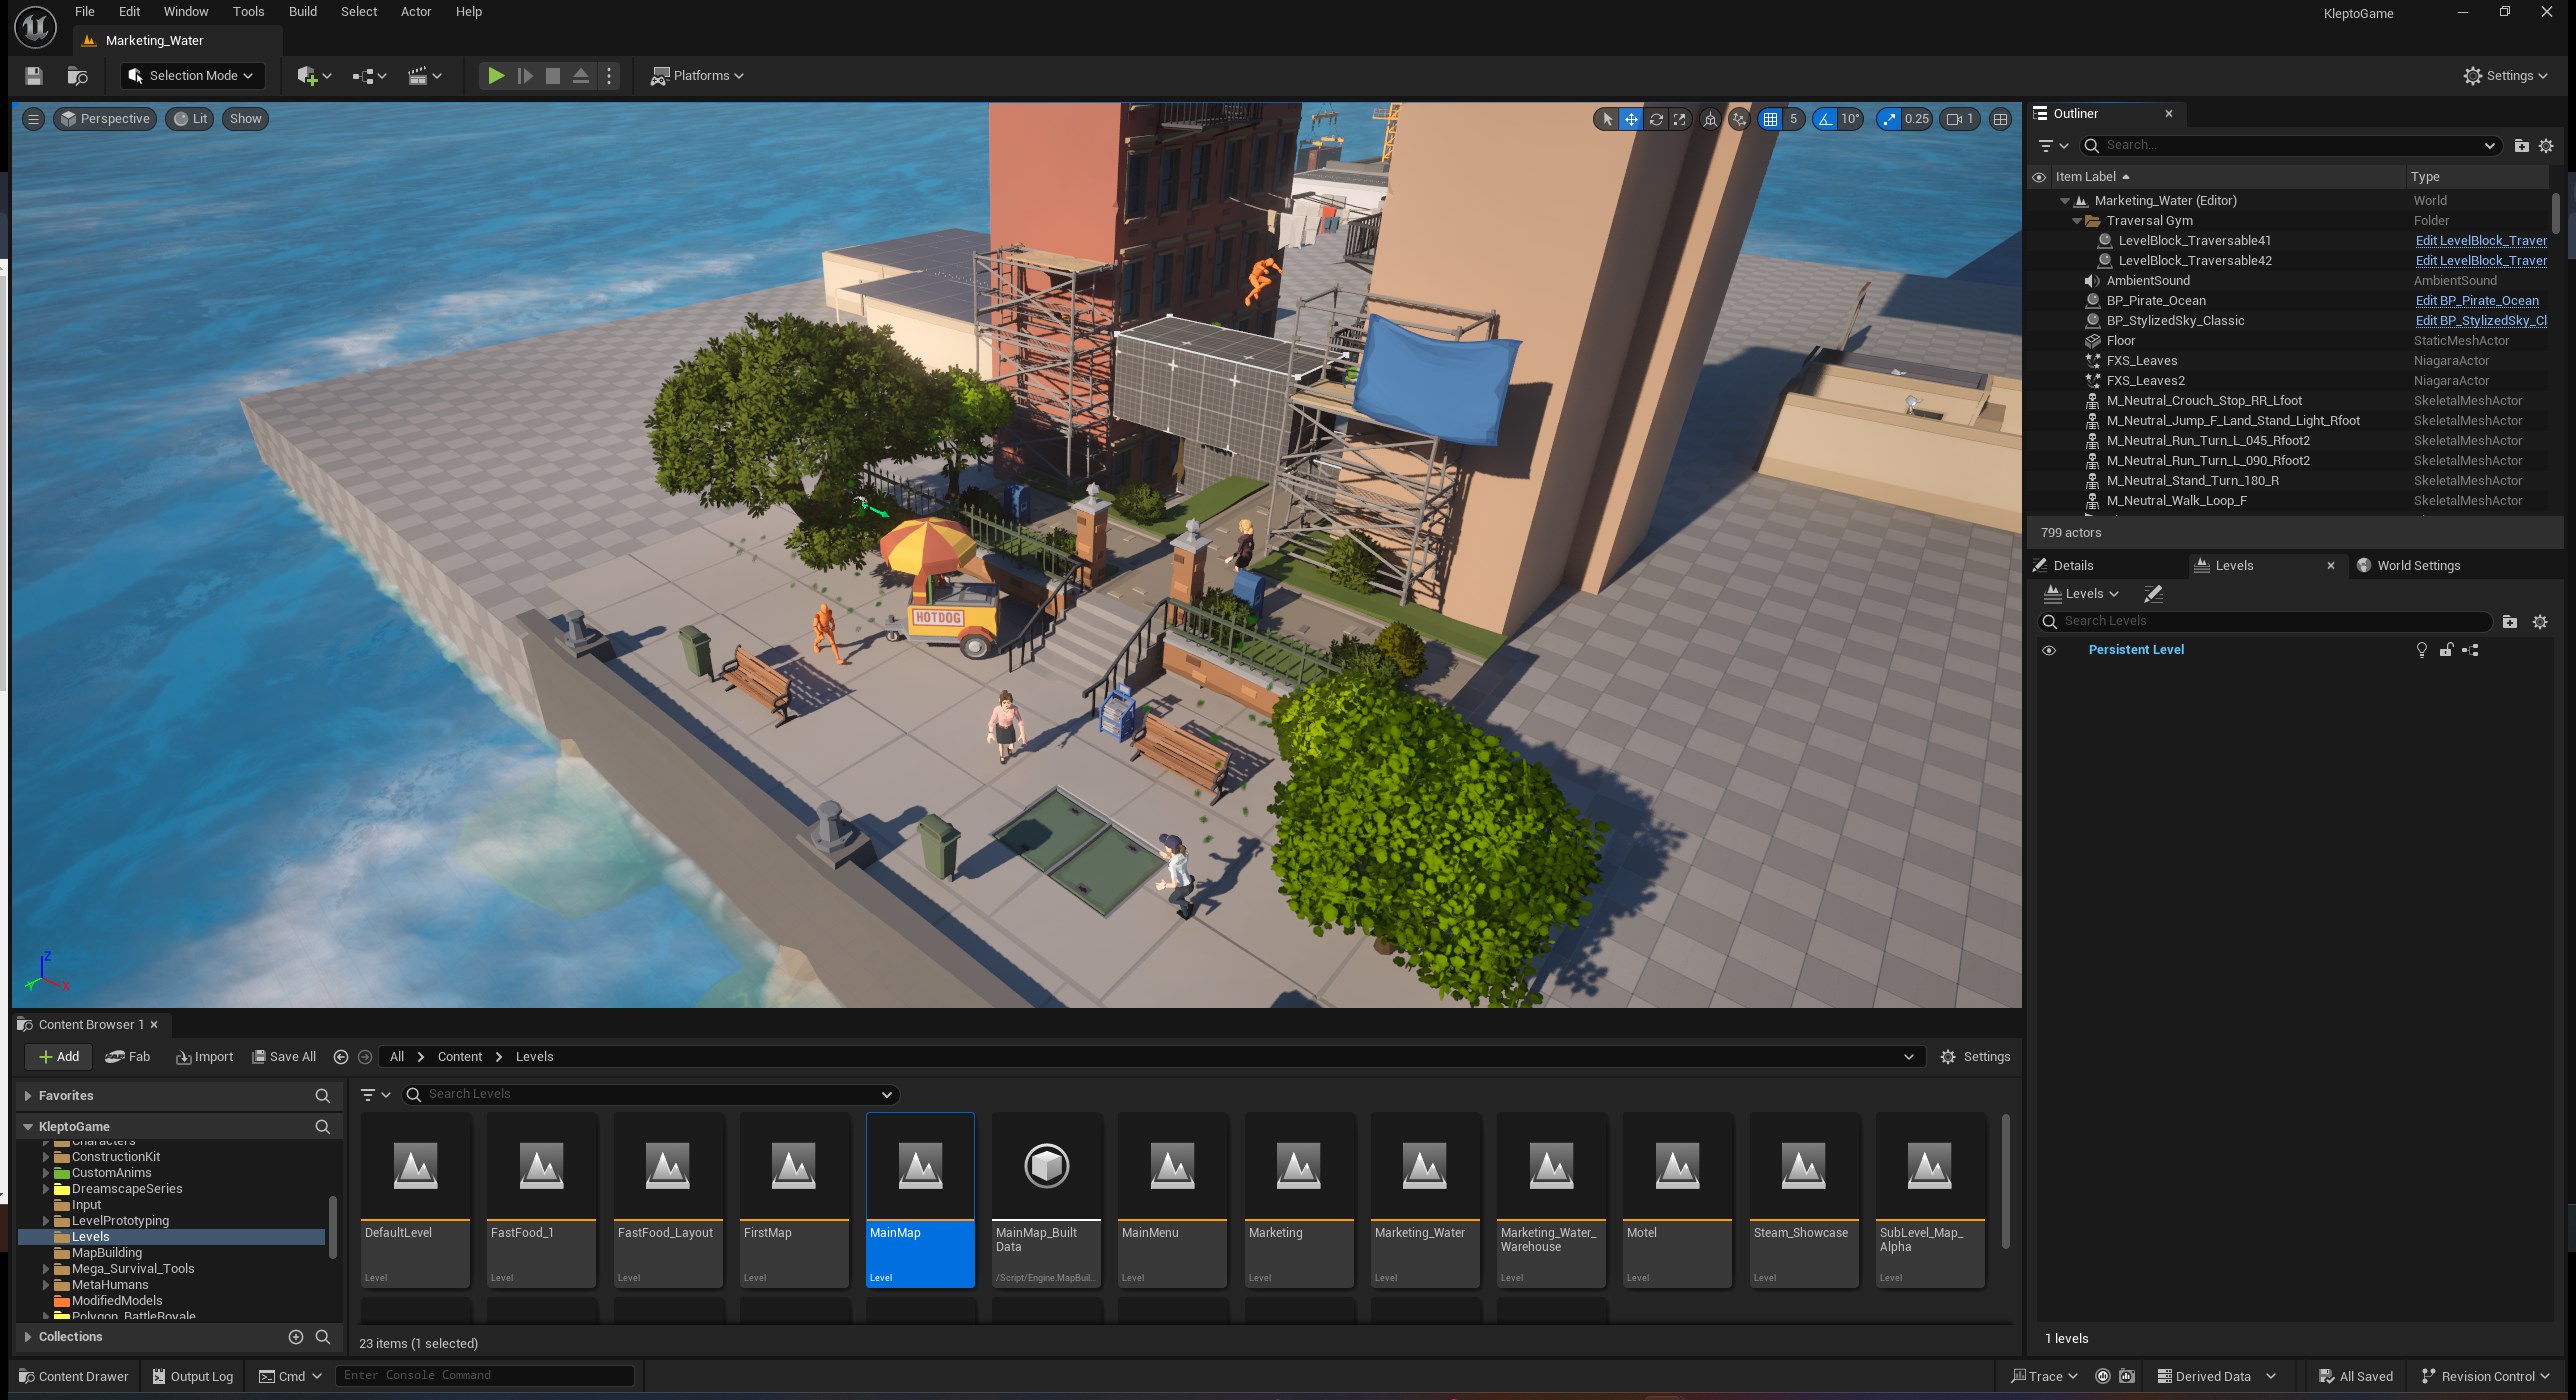 File Edit Window Tools Build Select Actor Help
KleptoGame
Marketing_Water
Selection Mode
Platforms
Settings
Perspective
Lit
Show
5
10°
0.25
1
HOTDOG
Z
Y
X
Outliner
Search...
Item Label
Type
Marketing_Water (Editor) World
Traversal Gym Folder
LevelBlock_Traversable41 Edit LevelBlock_Traver
LevelBlock_Traversable42 Edit LevelBlock_Traver
AmbientSound AmbientSound
BP_Pirate_Ocean Edit BP_Pirate_Ocean
BP_StylizedSky_Classic Edit BP_StylizedSky_Cl
Floor StaticMeshActor
FXS_Leaves NiagaraActor
FXS_Leaves2 NiagaraActor
M_Neutral_Crouch_Stop_RR_Lfoot SkeletalMeshActor
M_Neutral_Jump_F_Land_Stand_Light_Rfoot SkeletalMeshActor
M_Neutral_Run_Turn_L_045_Rfoot2 SkeletalMeshActor
M_Neutral_Run_Turn_L_090_Rfoot2 SkeletalMeshActor
M_Neutral_Stand_Turn_180_R SkeletalMeshActor
M_Neutral_Walk_Loop_F SkeletalMeshActor
799 actors
Details
Levels
World Settings
Levels
Search Levels
Persistent Level
1 levels
Content Browser 1
Add
Fab
Import
Save All
All > Content > Levels
Settings
Favorites
KleptoGame
Characters
ConstructionKit
CustomAnims
DreamscapeSeries
Input
LevelPrototyping
Levels
MapBuilding
Mega_Survival_Tools
MetaHumans
ModifiedModels
Polygon_BattleRoyale
Collections
Search Levels
DefaultLevel
Level
FastFood_1
Level
FastFood_Layout
Level
FirstMap
Level
MainMap
Level
MainMap_Built
Data
/Script/Engine.MapBuil...
MainMenu
Level
Marketing
Level
Marketing_Water
Level
Marketing_Water_
Warehouse
Level
Motel
Level
Steam_Showcase
Level
SubLevel_Map_
Alpha
Level
23 items (1 selected)
Content Drawer
Output Log
Cmd
Enter Console Command
Trace
Derived Data
All Saved
Revision Control